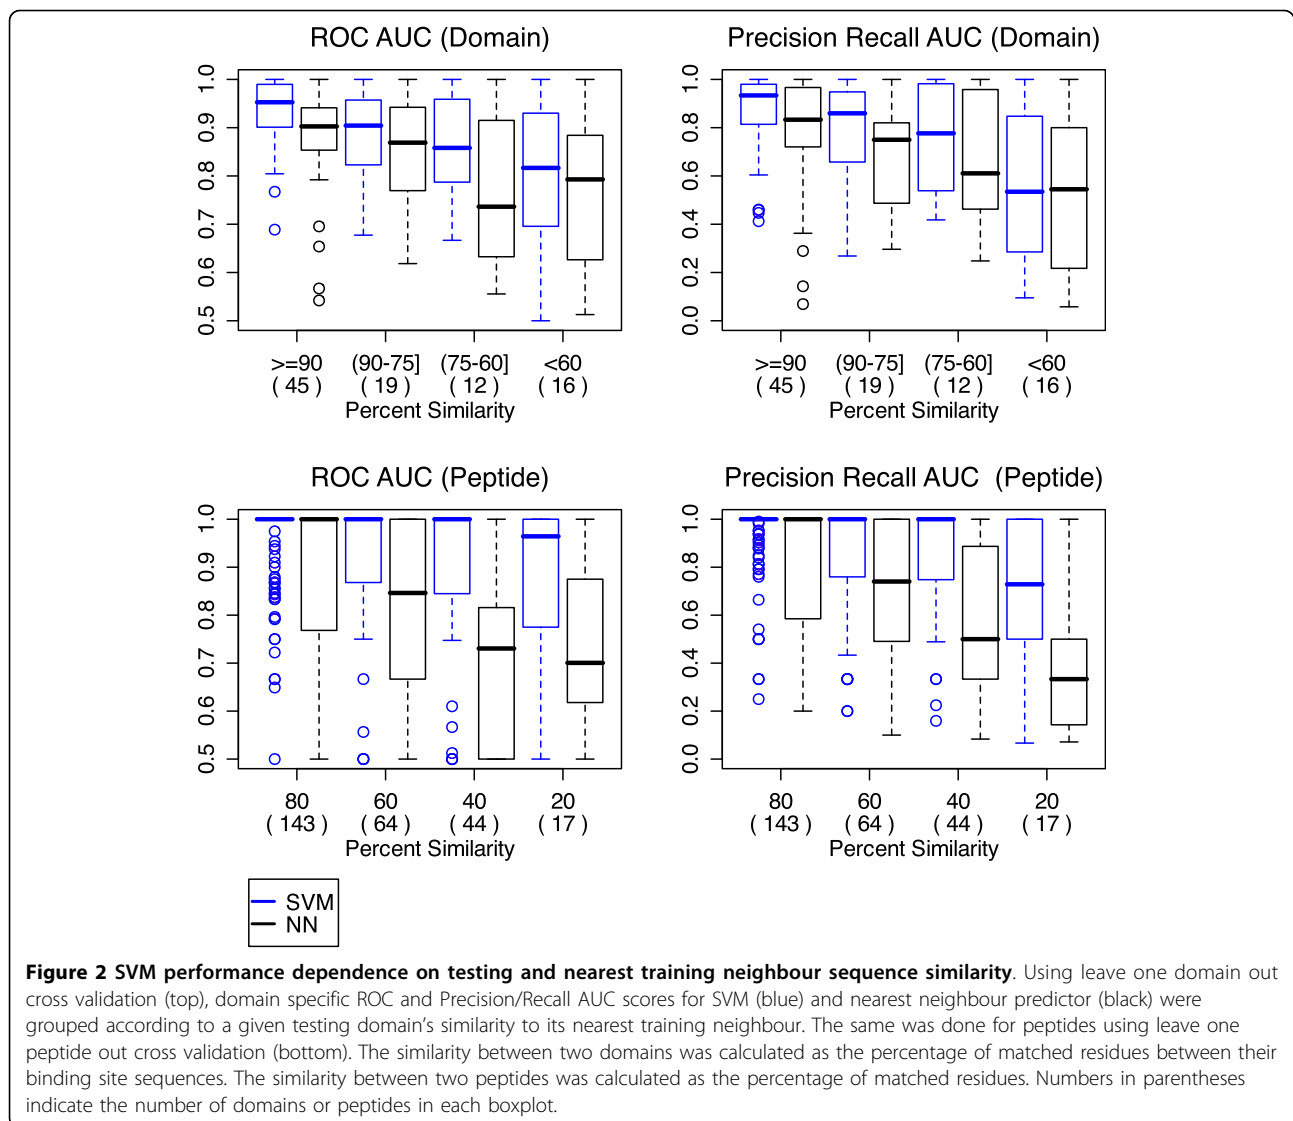 ROC AUC (Domain)
1.0
0.9
0.8
0.7
0.6
0.5
>=90 (90-75] (75-60] <60
( 45 ) ( 19 ) ( 12 ) ( 16 )
Percent Similarity
Precision Recall AUC (Domain)
1.0
0.8
0.6
0.4
0.2
0.0
>=90 (90-75] (75-60] <60
( 45 ) ( 19 ) ( 12 ) ( 16 )
Percent Similarity
ROC AUC (Peptide)
1.0
0.9
0.8
0.7
0.6
0.5
80 60 40 20
( 143 ) ( 64 ) ( 44 ) ( 17 )
Percent Similarity
Precision Recall AUC (Peptide)
1.0
0.8
0.6
0.4
0.2
0.0
80 60 40 20
( 143 ) ( 64 ) ( 44 ) ( 17 )
Percent Similarity
SVM
NN
Figure 2 SVM performance dependence on testing and nearest training neighbour sequence similarity. Using leave one domain out
cross validation (top), domain specific ROC and Precision/Recall AUC scores for SVM (blue) and nearest neighbour predictor (black) were
grouped according to a given testing domain's similarity to its nearest training neighbour. The same was done for peptides using leave one
peptide out cross validation (bottom). The similarity between two domains was calculated as the percentage of matched residues between their
binding site sequences. The similarity between two peptides was calculated as the percentage of matched residues. Numbers in parentheses
indicate the number of domains or peptides in each boxplot.